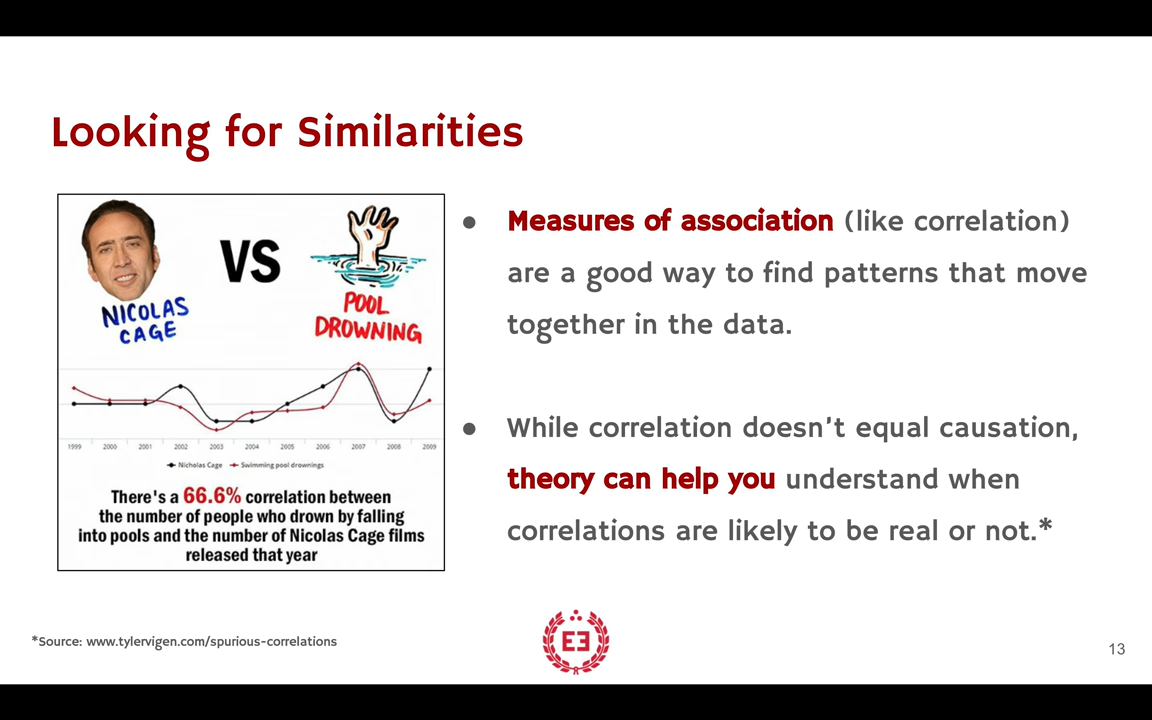 Looking for Similarities
NICOLAS
CAGE
VS
POOL
DROWNING
1999 2000 2001 2002 2003 2004 2005 2006 2007 2008 2009
Nicholas Cage Swimming pool drownings
There's a 66.6% correlation between
the number of people who drown by falling
into pools and the number of Nicolas Cage films
released that year
● Measures of association (like correlation)
are a good way to find patterns that move
together in the data.
● While correlation doesn't equal causation,
theory can help you understand when
correlations are likely to be real or not.*
*Source: www.tylervigen.com/spurious-correlations
EE
13